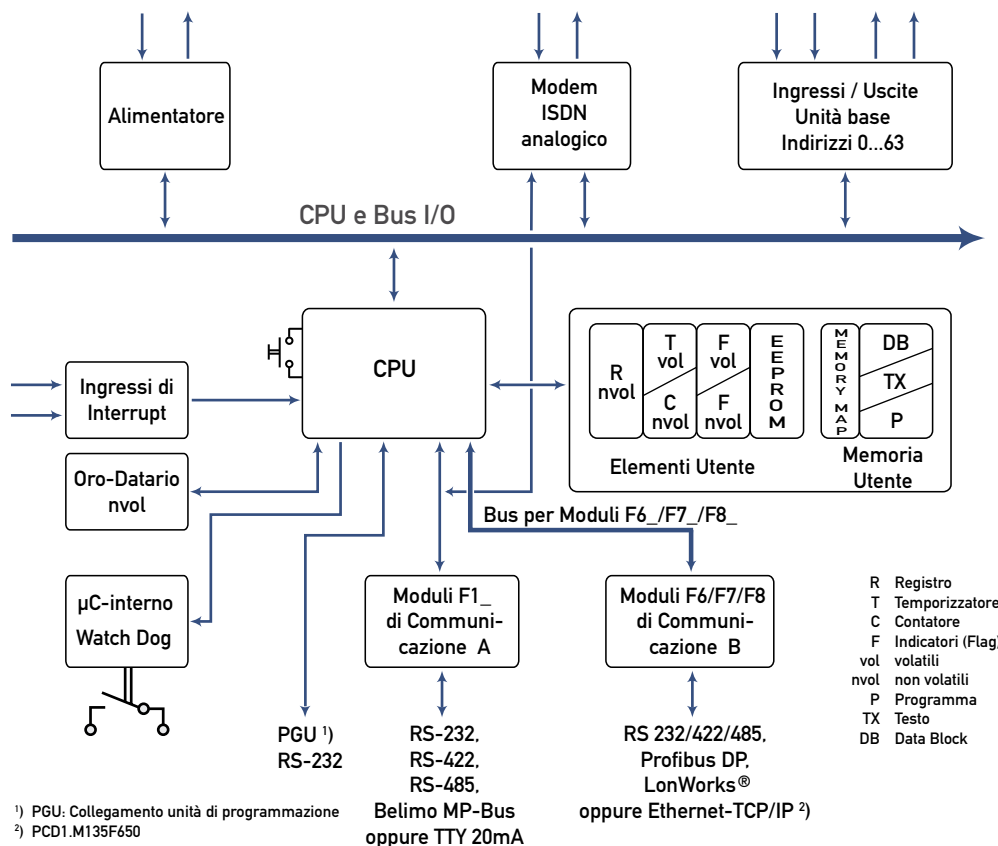 Alimentatore
Modem
ISDN
analogico
Ingressi / Uscite
Unità base
Indirizzi 0...63
CPU e Bus I/O
CPU
Ingressi di
Interrupt
Oro-Datario
nvol
µC-interno
Watch Dog
R
nvol
T
vol
C
nvol
F
vol
F
nvol
EEPROM
MEMORY MAP
DB
TX
P
Elementi Utente
Memoria
Utente
Bus per Moduli F6_/F7_/F8_
Moduli F1_
di Communi-
cazione A
Moduli F6/F7/F8
di Communi-
cazione B
R Registro
T Temporizzatore
C Contatore
F Indicatori (Flag)
vol volatili
nvol non volatili
P Programma
TX Testo
DB Data Block
PGU ¹)
RS-232
RS-232,
RS-422,
RS-485,
Belimo MP-Bus
oppure TTY 20mA
RS 232/422/485,
Profibus DP,
LonWorks®
oppure Ethernet-TCP/IP ²)
¹) PGU: Collegamento unità di programmazione
²) PCD1.M135F650